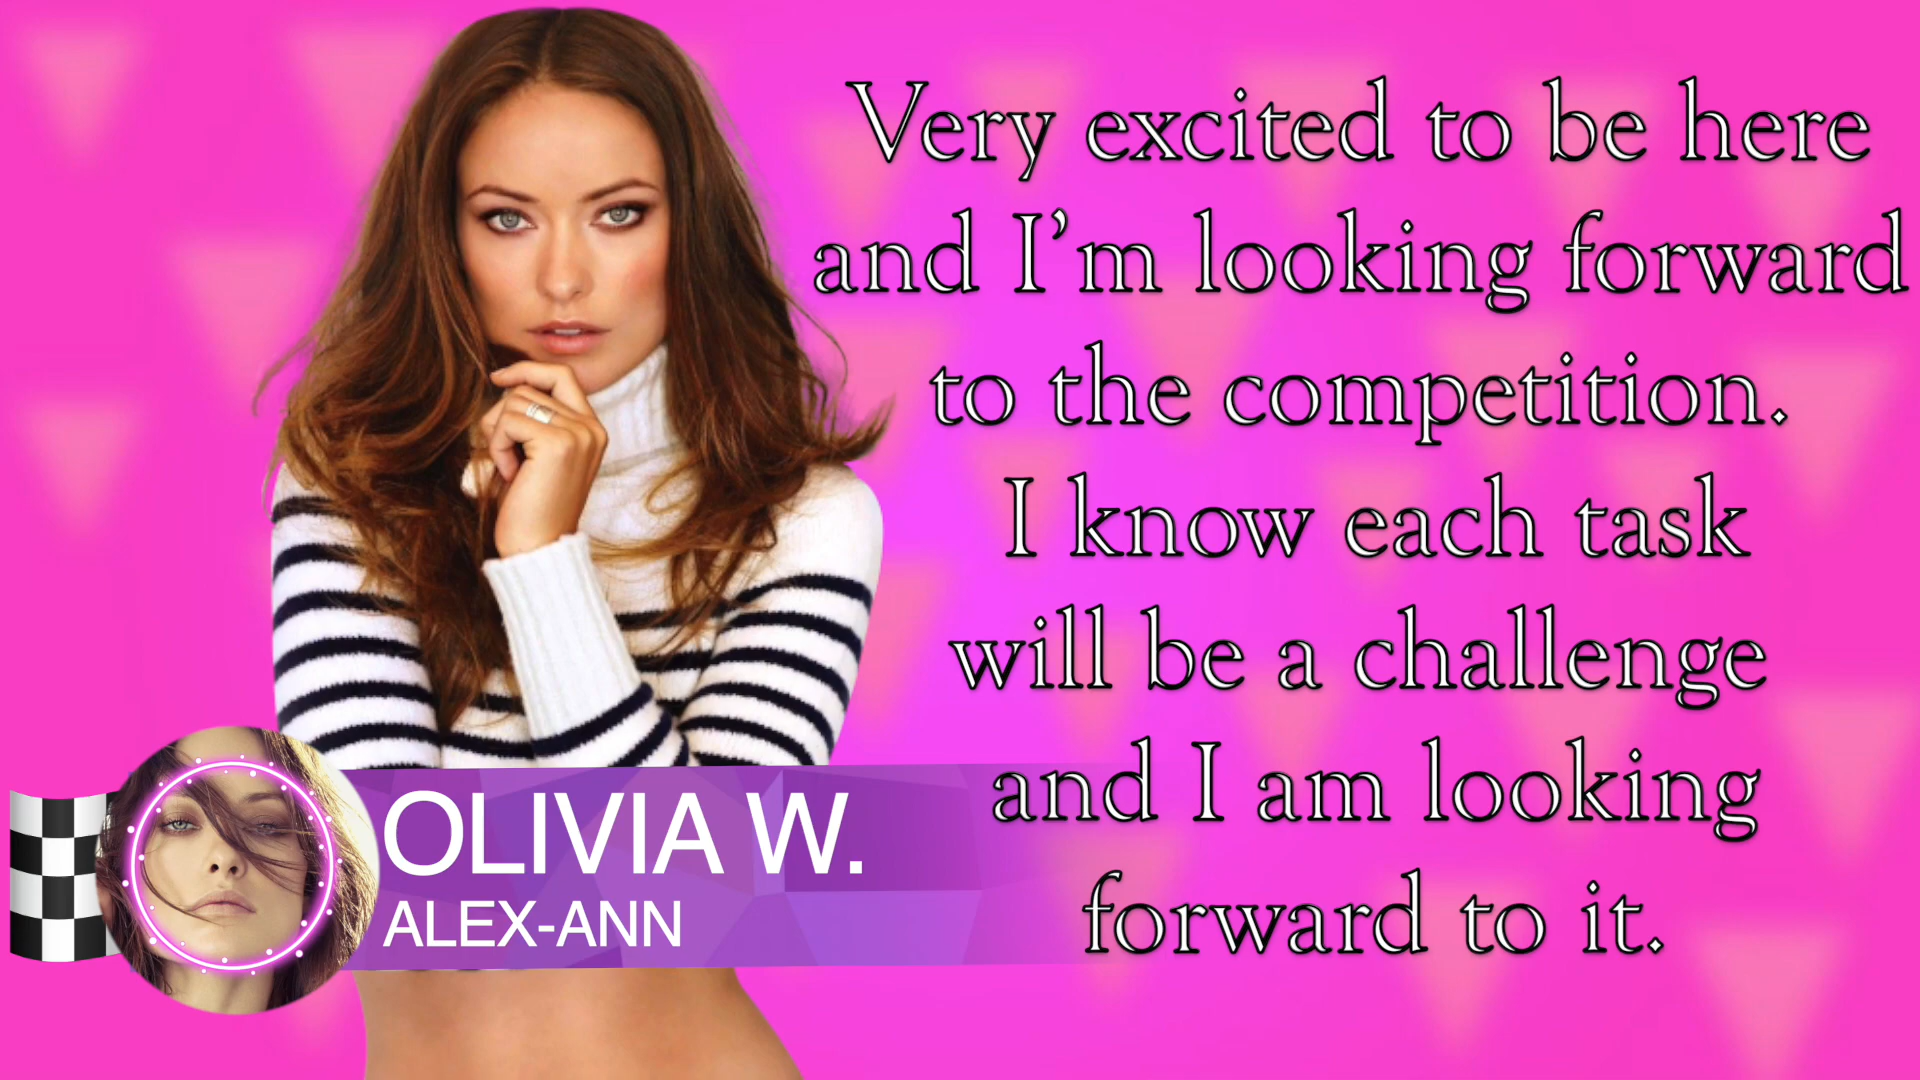 Very excited to be here
and I'm looking forward
to the competition.
I know each task
will be a challenge
and I am looking
forward to it.
OLIVIA W.
ALEX-ANN